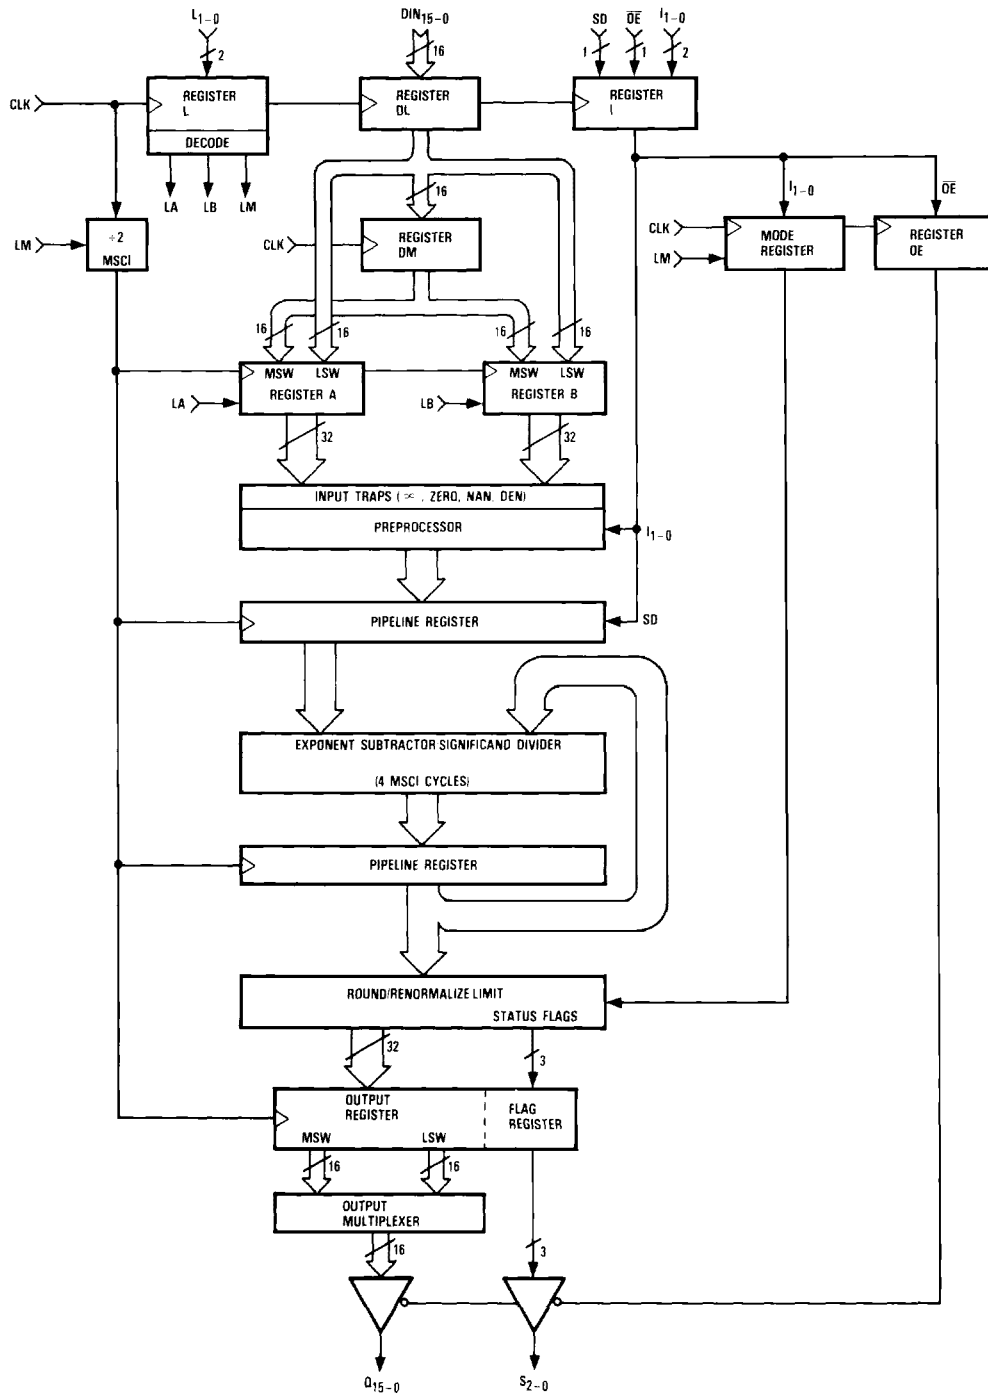 L1-0
DIN15-0
SD
OE
I1-0
2
16
1
1
2
CLK
REGISTER
L
REGISTER
DL
REGISTER
I
DECODE
LA
LB
LM
16
I1-0
OE
LM
÷2
MSCI
CLK
REGISTER
DM
CLK
LM
MODE
REGISTER
REGISTER
OE
16
16
16
16
MSW
LSW
REGISTER A
MSW
LSW
REGISTER B
LA
LB
32
32
INPUT TRAPS (∞, ZERO, NAN, DEN)
PREPROCESSOR
I1-0
PIPELINE REGISTER
SD
EXPONENT SUBTRACTOR SIGNIFICAND DIVIDER
(4 MSCI CYCLES)
PIPELINE REGISTER
ROUND/RENORMALIZE LIMIT
STATUS FLAGS
32
3
OUTPUT
REGISTER
FLAG
REGISTER
MSW
LSW
16
16
OUTPUT
MULTIPLEXER
16
3
Q15-0
S2-0